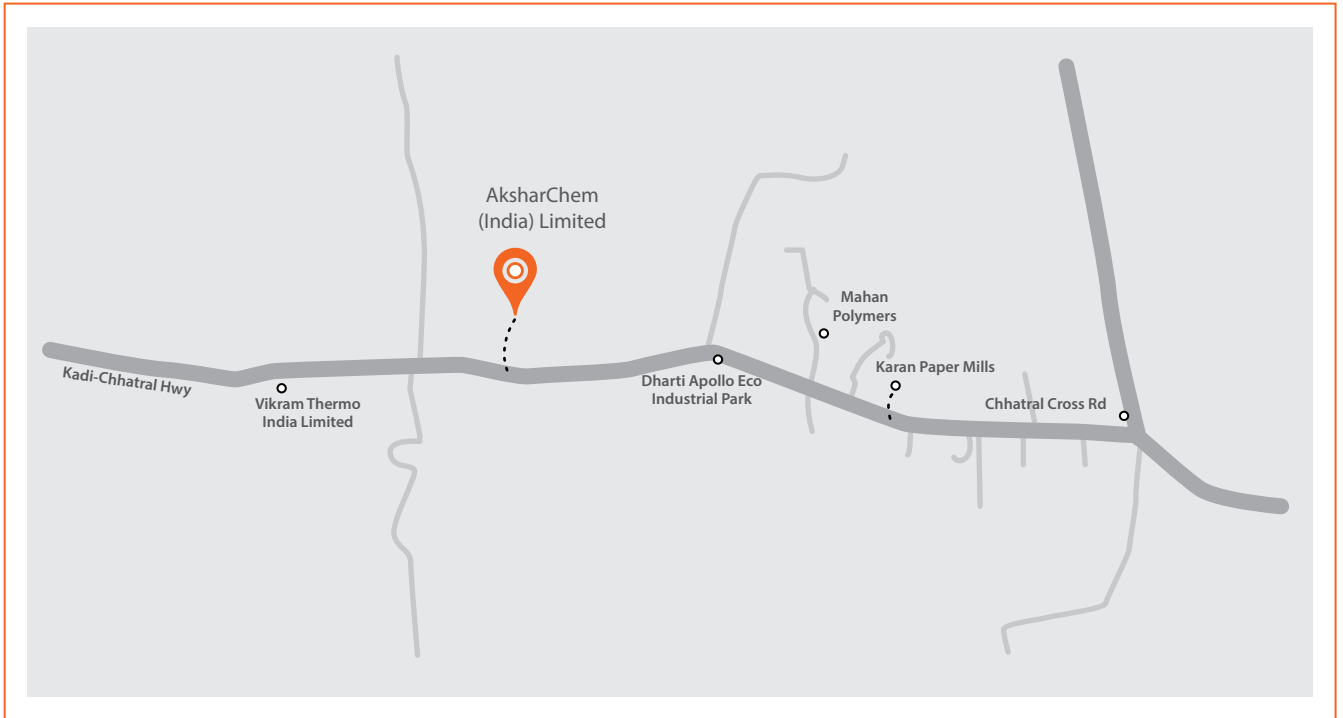 AksharChem
(India) Limited
Mahan
Polymers
Karan Paper Mills
Kadi-Chhatral Hwy
Dharti Apollo Eco
Industrial Park
Vikram Thermo
India Limited
Chhatral Cross Rd